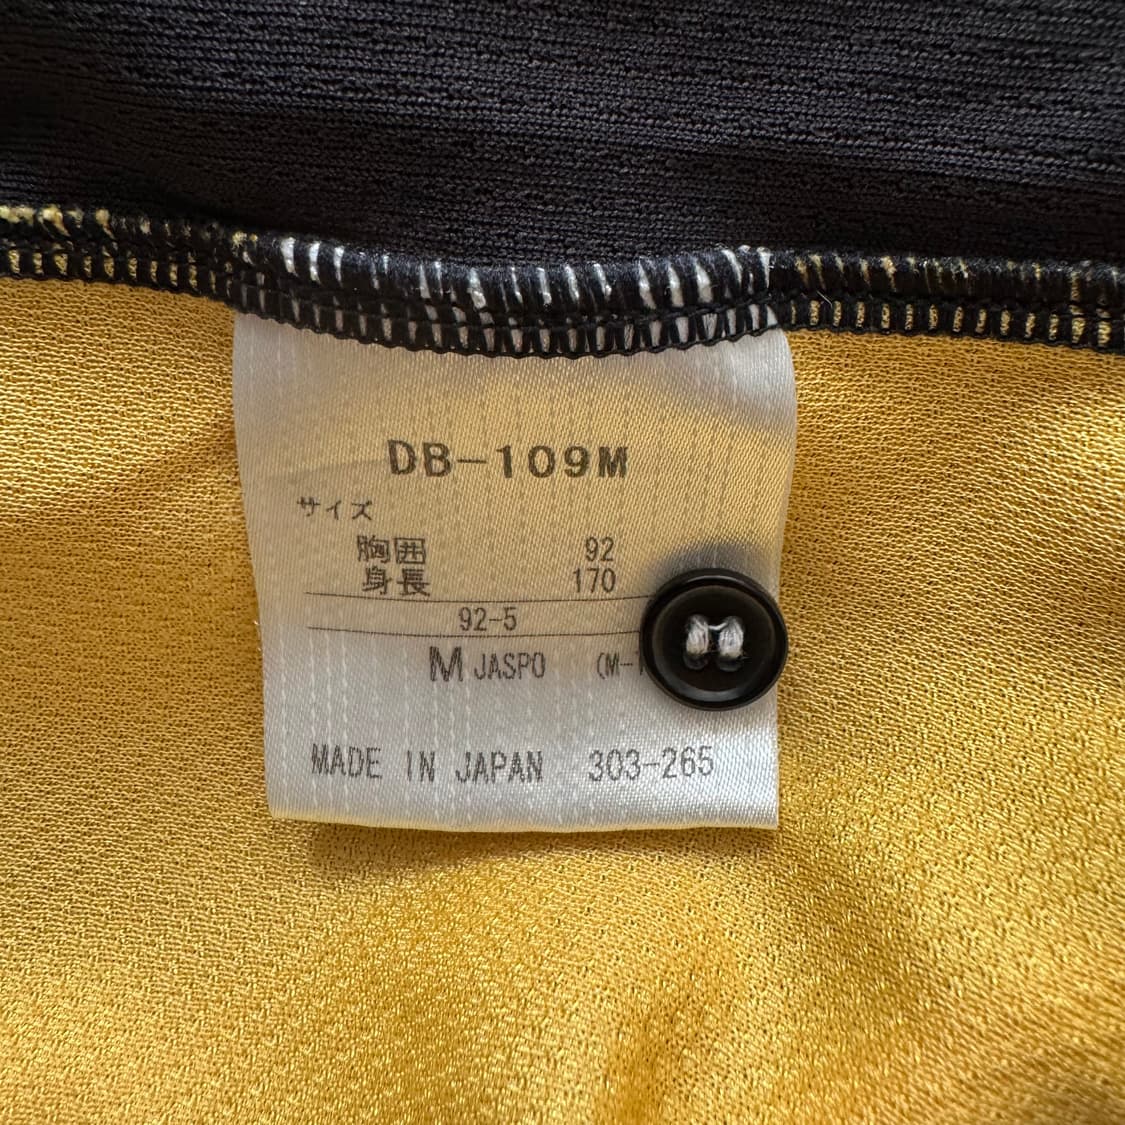 DB-109M
サイズ
胸囲 92
身長 170
92-5
M JASPO (M-
MADE IN JAPAN 303-265